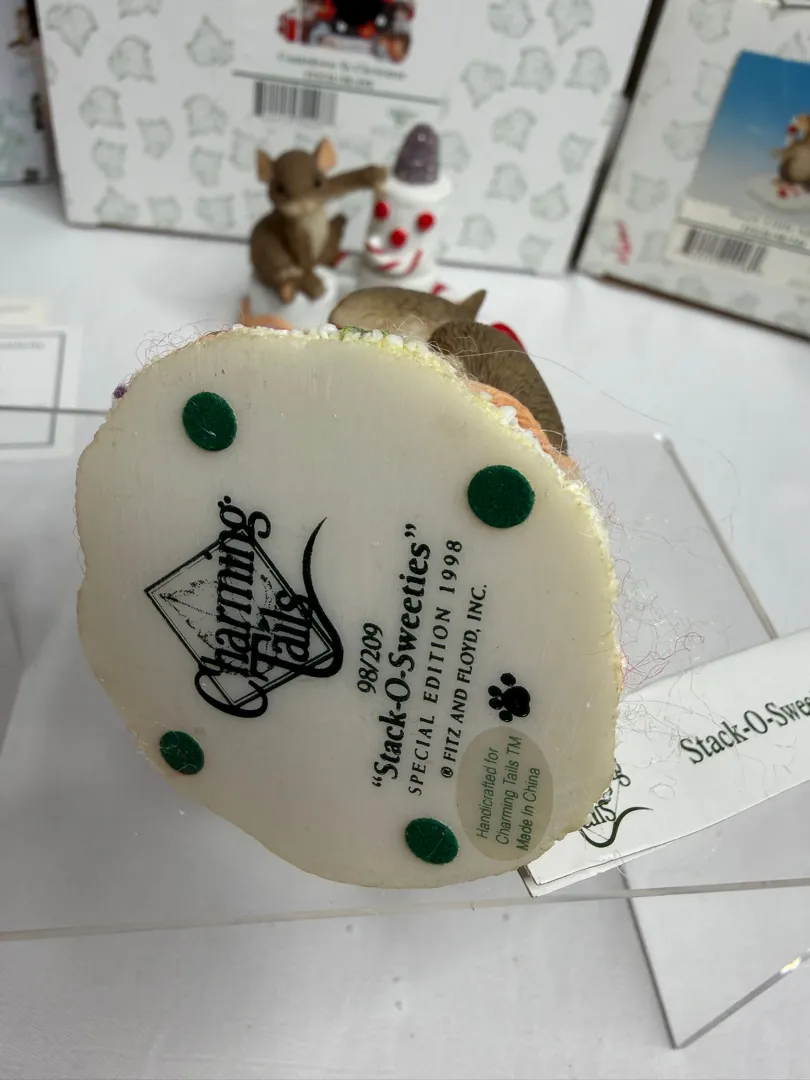 Charming
Tails
98/209
“Stack-O-Sweeties”
SPECIAL EDITION 1998
® FITZ AND FLOYD, INC.
Handcrafted for
Charming Tails TM
Made In China
Stack-O-Swee